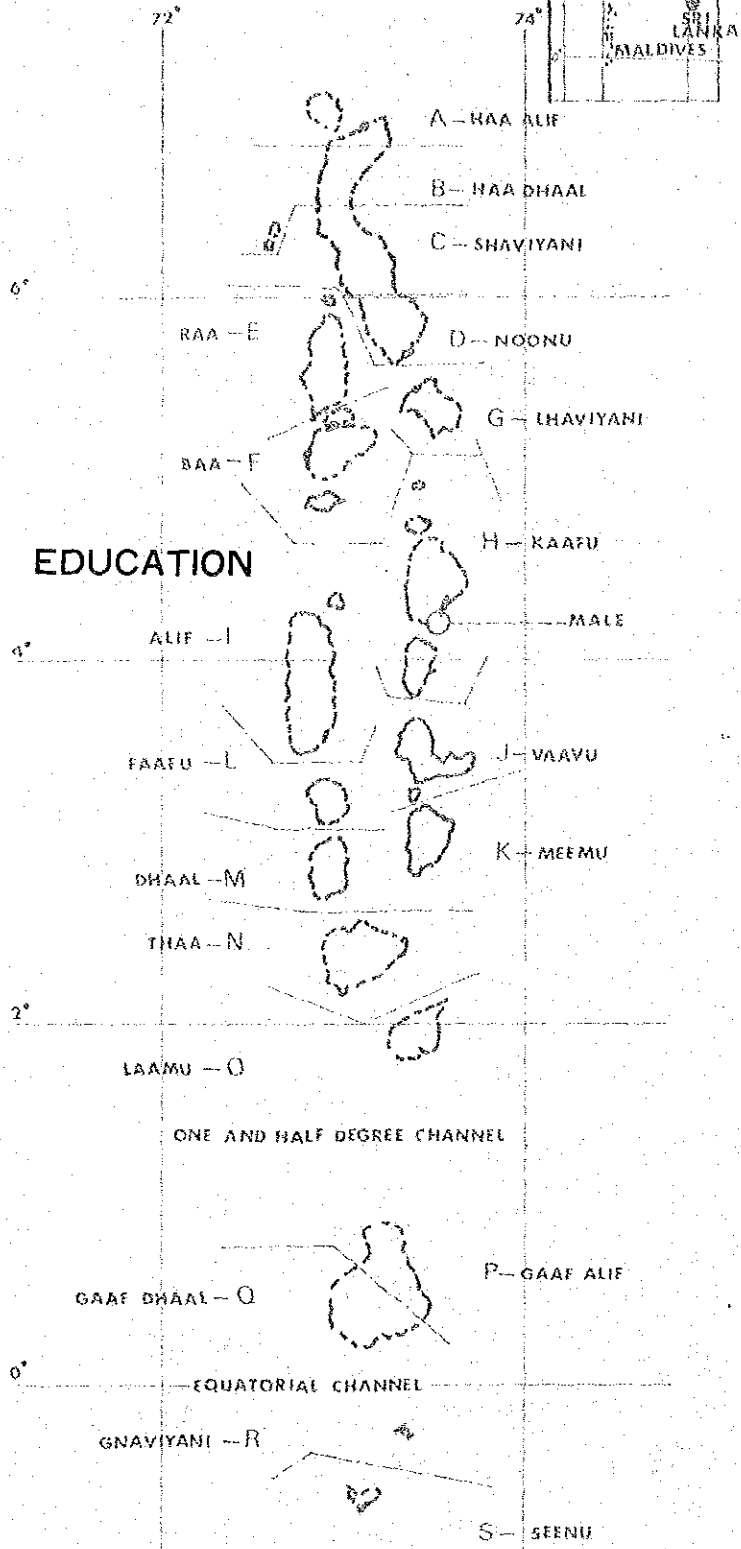 72°
74°
SRI
LANKA
0°
MALDIVES
A — HAA ALIF
B — HAA DHAAL
C — SHAVIYANI
6°
RAA — E
D — NOONU
G — LHAVIYANI
BAA — F
H — KAAFU
EDUCATION
MALE
ALIF — I
4°
J — VAAVU
FAAFU — L
K — MEEMU
DHAAL — M
THAA — N
2°
LAAMU — O
ONE AND HALF DEGREE CHANNEL
P — GAAF ALIF
GAAF DHAAL — Q
0°
EQUATORIAL CHANNEL
GNAVIYANI — R
S — SEENU